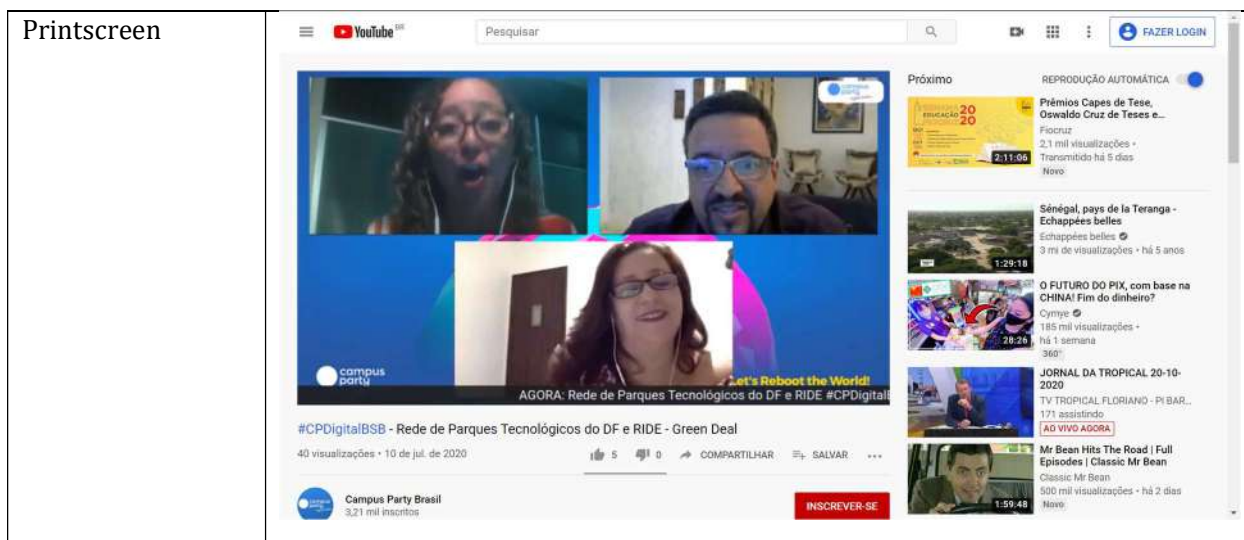 Printscreen
YouTube BR
Pesquisar
FAZER LOGIN
campus
party
campus
party
Let's Reboot the World!
AGORA: Rede de Parques Tecnológicos do DF e RIDE #CPDigital
#CPDigitalBSB - Rede de Parques Tecnológicos do DF e RIDE - Green Deal
40 visualizações • 10 de jul. de 2020
5 0 COMPARTILHAR SALVAR
Campus Party Brasil
3,21 mil inscritos
INSCREVER-SE
Próximo REPRODUÇÃO AUTOMÁTICA
EDUCAÇÃO 20
20
2:11:06
Prêmios Capes de Tese,
Oswaldo Cruz de Teses e...
Fiocruz
2,1 mil visualizações •
Transmitido há 5 dias
Novo
1:29:18
Sénégal, pays de la Teranga -
Echappées belles
Echappées belles
3 mi de visualizações • há 5 anos
28:26
O FUTURO DO PIX, com base na
CHINA! Fim do dinheiro?
Cymye
185 mil visualizações •
há 1 semana
360°
JORNAL DA TROPICAL 20-10-
2020
TV TROPICAL FLORIANO - PI BAR...
171 assistindo
AO VIVO AGORA
1:59:48
Mr Bean Hits The Road | Full
Episodes | Classic Mr Bean
Classic Mr Bean
500 mil visualizações • há 2 dias
Novo